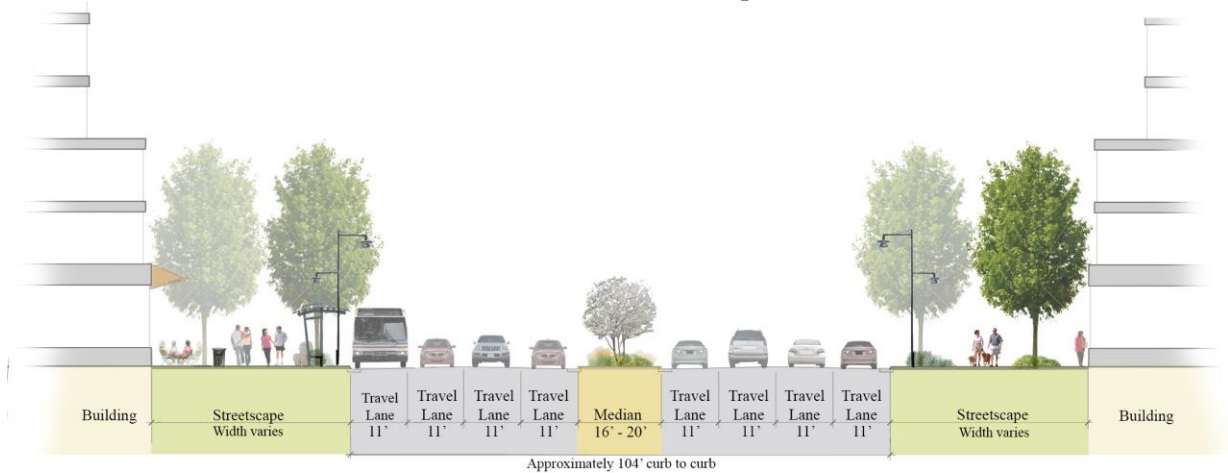 Building
Streetscape
Width varies
Travel
Lane
11’
Travel
Lane
11’
Travel
Lane
11’
Travel
Lane
11’
Median
16’ - 20’
Travel
Lane
11’
Travel
Lane
11’
Travel
Lane
11’
Travel
Lane
11’
Streetscape
Width varies
Building
Approximately 104’ curb to curb